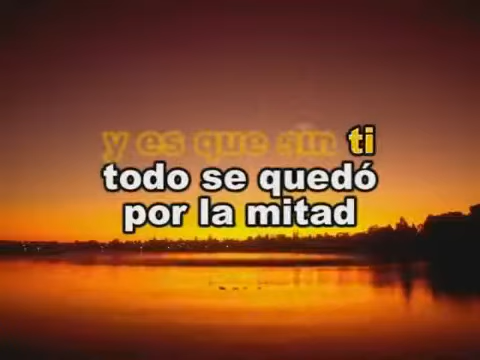 y es que sin ti
todo se quedó
por la mitad